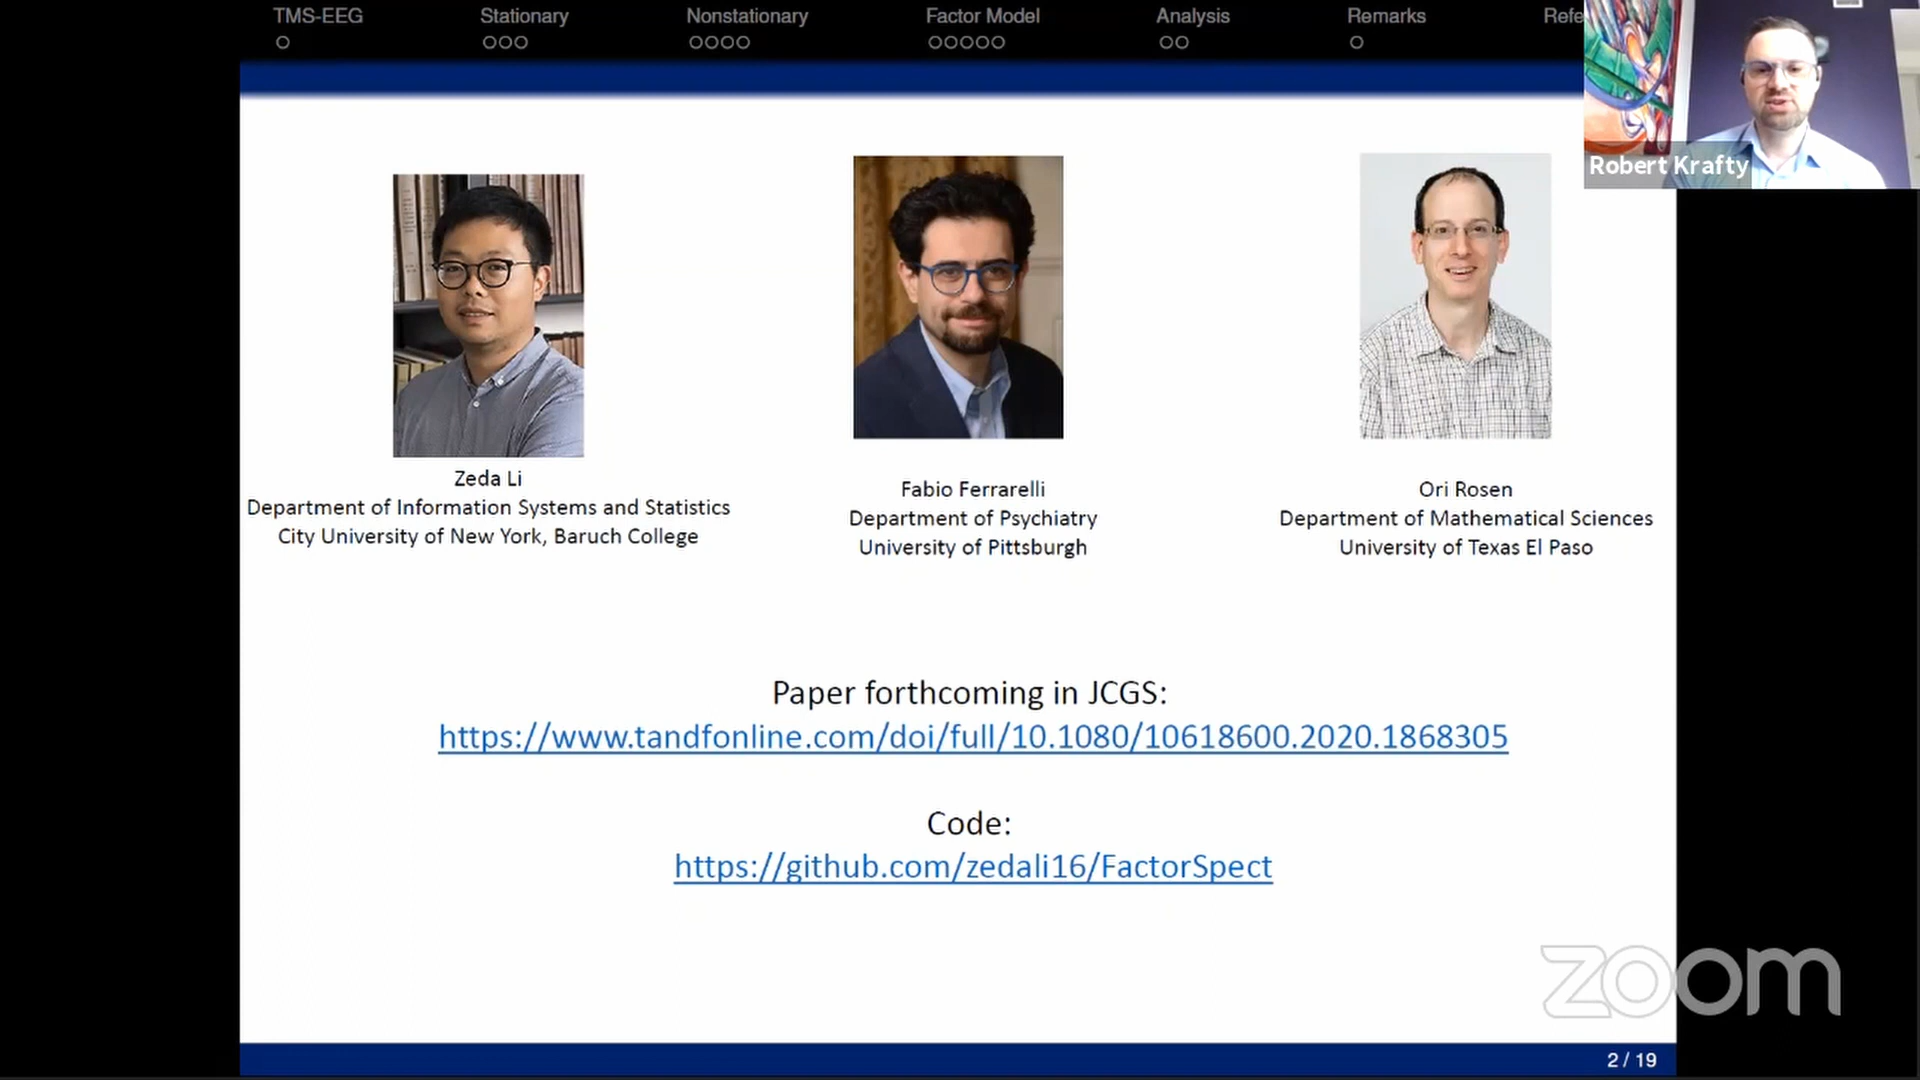 TMS-EEG Stationary Nonstationary Factor Model Analysis Remarks Refe
Robert Krafty
Zeda Li
Department of Information Systems and Statistics
City University of New York, Baruch College
Fabio Ferrarelli
Department of Psychiatry
University of Pittsburgh
Ori Rosen
Department of Mathematical Sciences
University of Texas El Paso
Paper forthcoming in JCGS:
https://www.tandfonline.com/doi/full/10.1080/10618600.2020.1868305
Code:
https://github.com/zedali16/FactorSpect
zoom
2 / 19